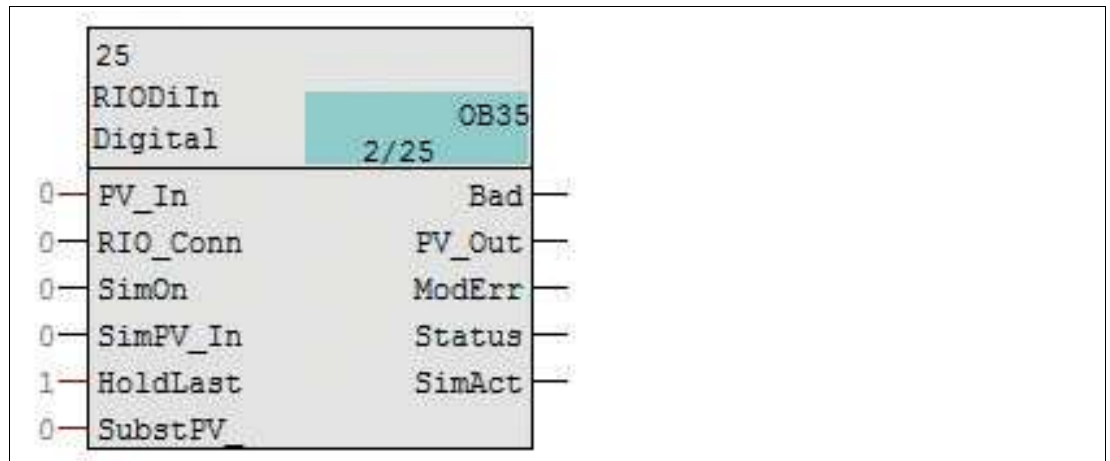 25
RIODiIn
Digital
OB35
2/25
0 PV_In Bad
0 RIO_Conn PV_Out
0 SimOn ModErr
0 SimPV_In Status
1 HoldLast SimAct
0 SubstPV_